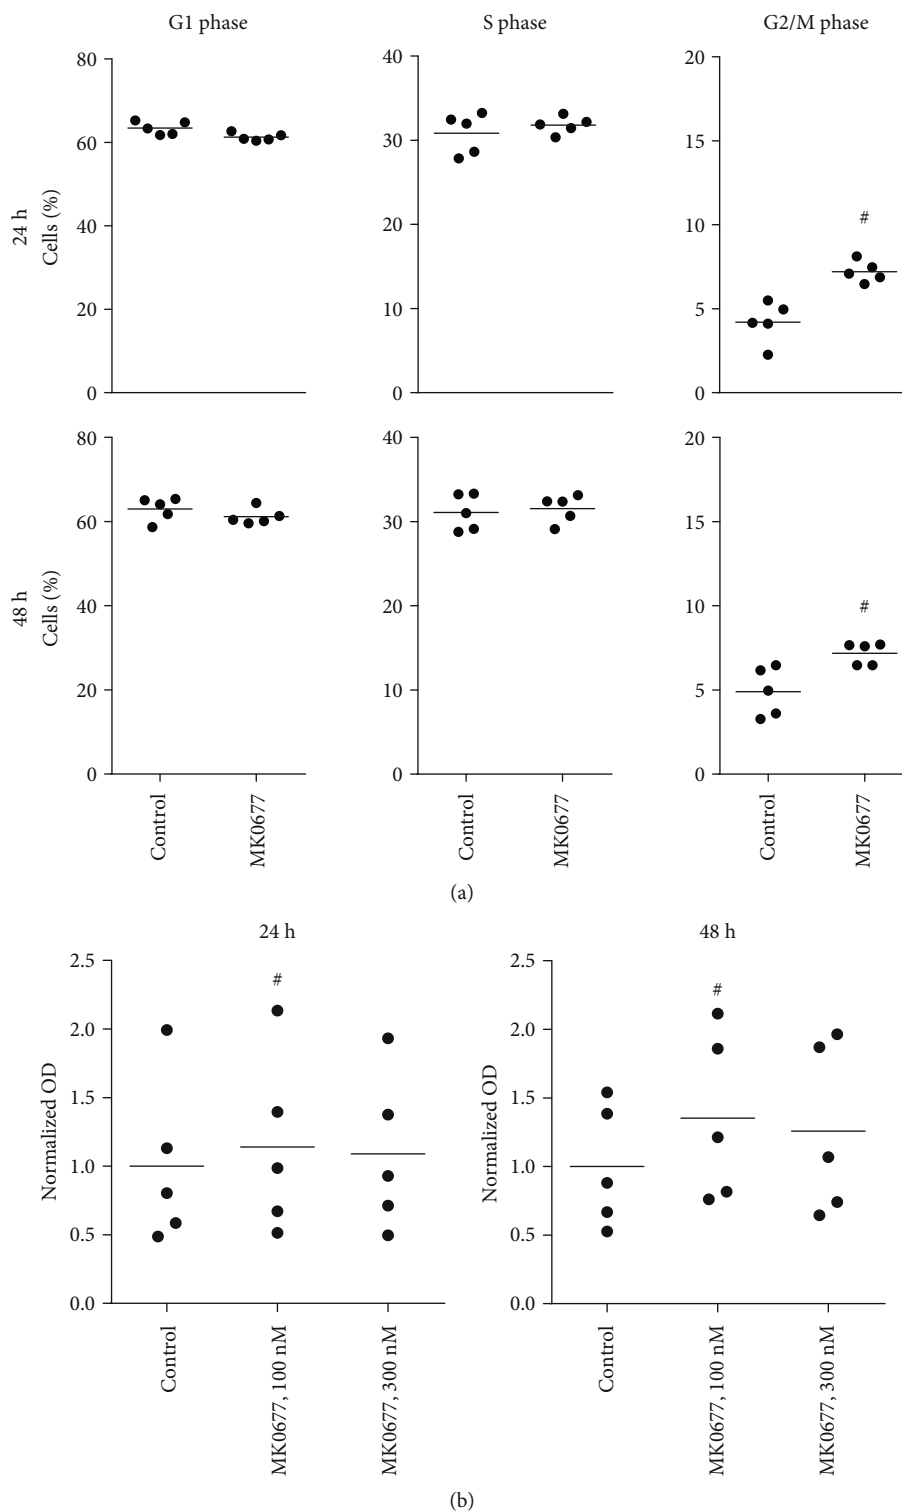 G1 phase
S phase
G2/M phase
24 h
Cells (%)
80
60
40
20
0
40
30
20
10
0
20
15
10
5
0
#
48 h
Cells (%)
80
60
40
20
0
40
30
20
10
0
20
15
10
5
0
#
Control
MK0677
Control
MK0677
Control
MK0677
(a)
24 h
Normalized OD
2.5
2.0
1.5
1.0
0.5
0.0
#
Control
MK0677, 100 nM
MK0677, 300 nM
48 h
Normalized OD
2.5
2.0
1.5
1.0
0.5
0.0
#
Control
MK0677, 100 nM
MK0677, 300 nM
(b)